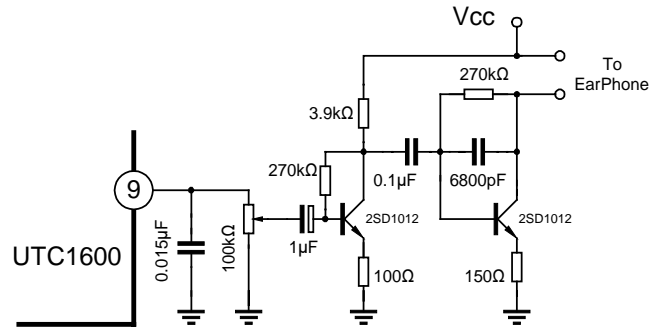 Vcc
To
EarPhone
270kΩ
3.9kΩ
270kΩ
0.1µF
6800pF
9
2SD1012
2SD1012
1µF
100kΩ
0.015µF
UTC1600
100Ω
150Ω